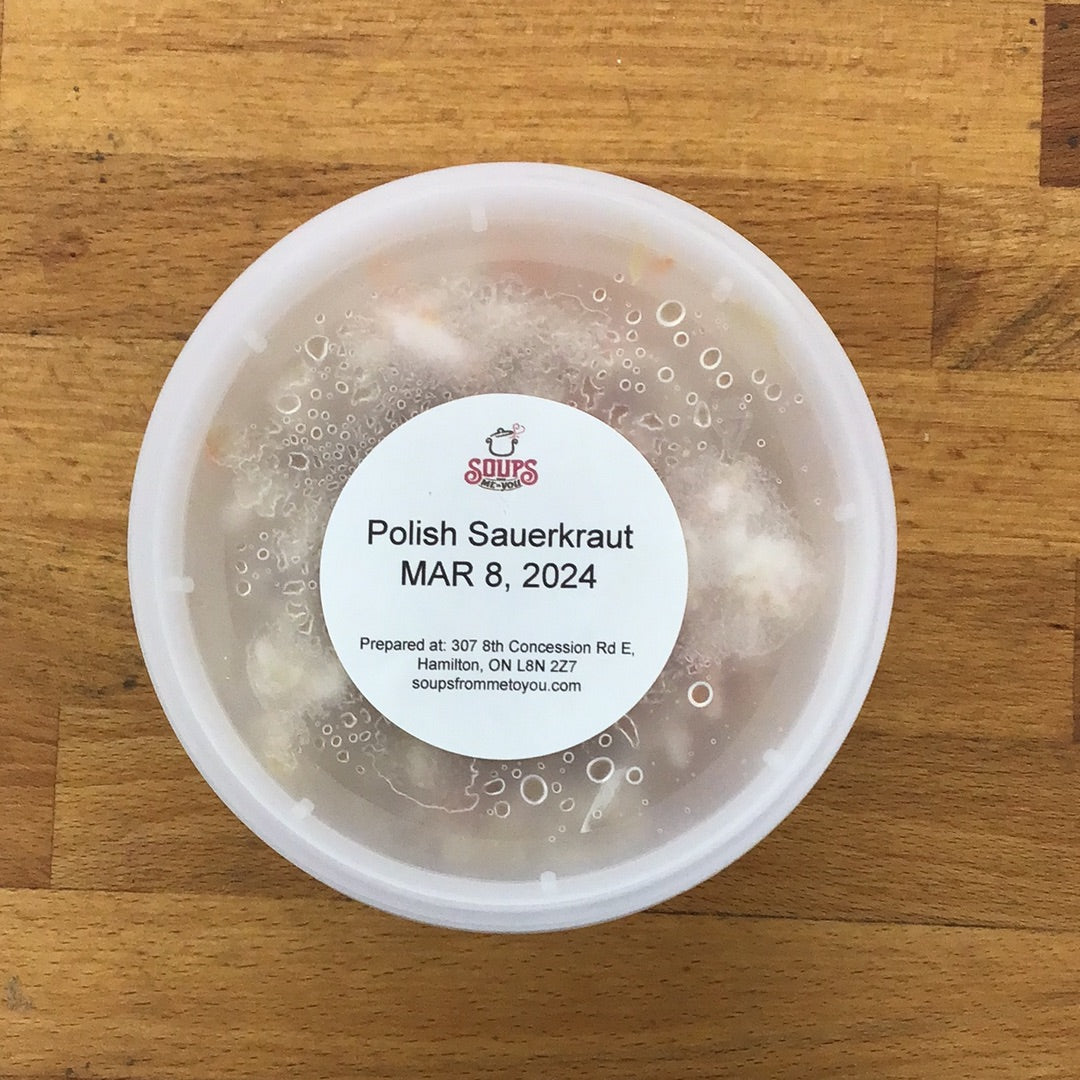 SOUPS
ME to YOU
Polish Sauerkraut
MAR 8, 2024
Prepared at: 307 8th Concession Rd E,
Hamilton, ON L8N 2Z7
soupsfrommetoyou.com